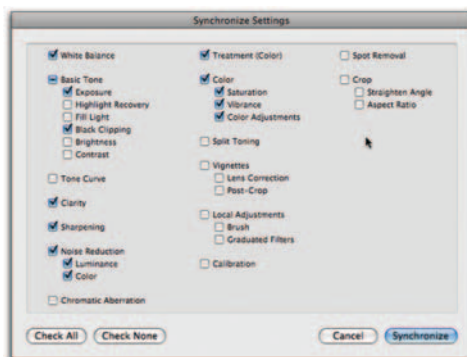 Synchronize Settings
White Balance
Basic Tone
Exposure
Highlight Recovery
Fill Light
Black Clipping
Brightness
Contrast
Tone Curve
Clarity
Sharpening
Noise Reduction
Luminance
Color
Chromatic Aberration
Treatment (Color)
Color
Saturation
Vibrance
Color Adjustments
Split Toning
Vignettes
Lens Correction
Post-Crop
Local Adjustments
Brush
Graduated Filters
Calibration
Spot Removal
Crop
Straighten Angle
Aspect Ratio
Check All
Check None
Cancel
Synchronize